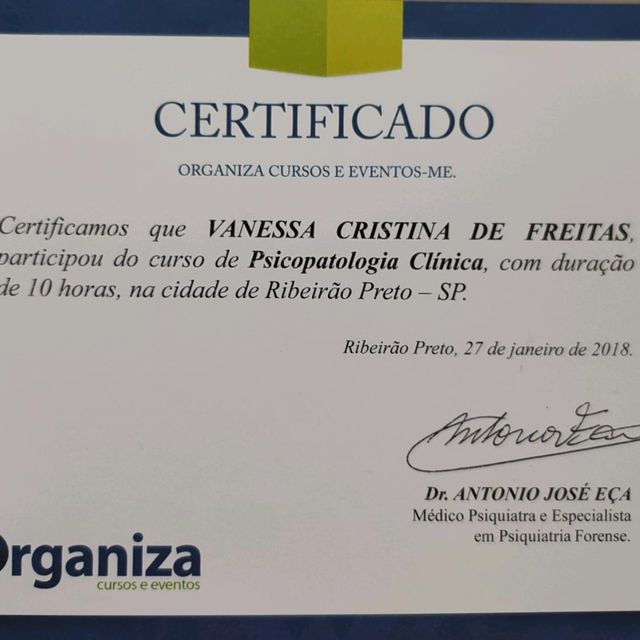 CERTIFICADO
ORGANIZA CURSOS E EVENTOS-ME.
Certificamos que VANESSA CRISTINA DE FREITAS,
participou do curso de Psicopatologia Clínica, com duração
de 10 horas, na cidade de Ribeirão Preto – SP.
Ribeirão Preto, 27 de janeiro de 2018.
Dr. ANTONIO JOSÉ EÇA
Médico Psiquiatra e Especialista
em Psiquiatria Forense.
Organiza
cursos e eventos